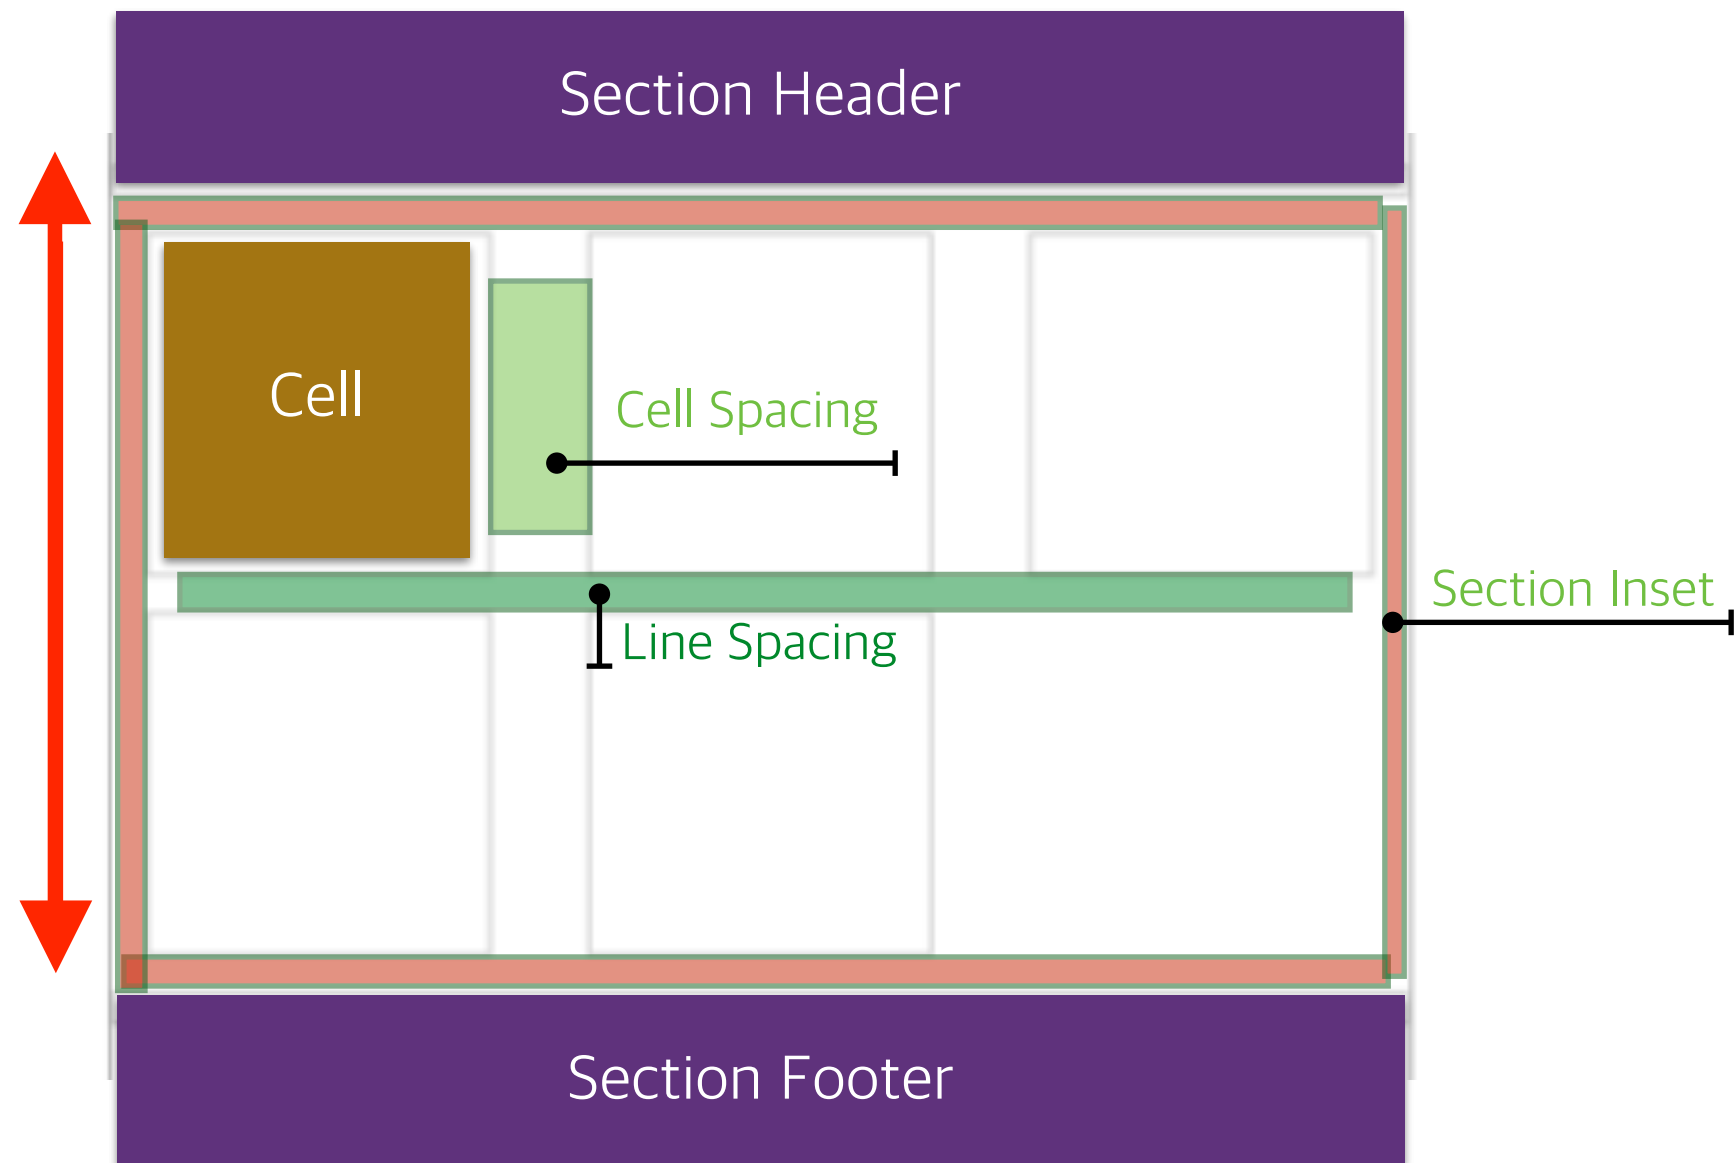 Section Header
Cell
Cell Spacing
Section Inset
Line Spacing
Section Footer